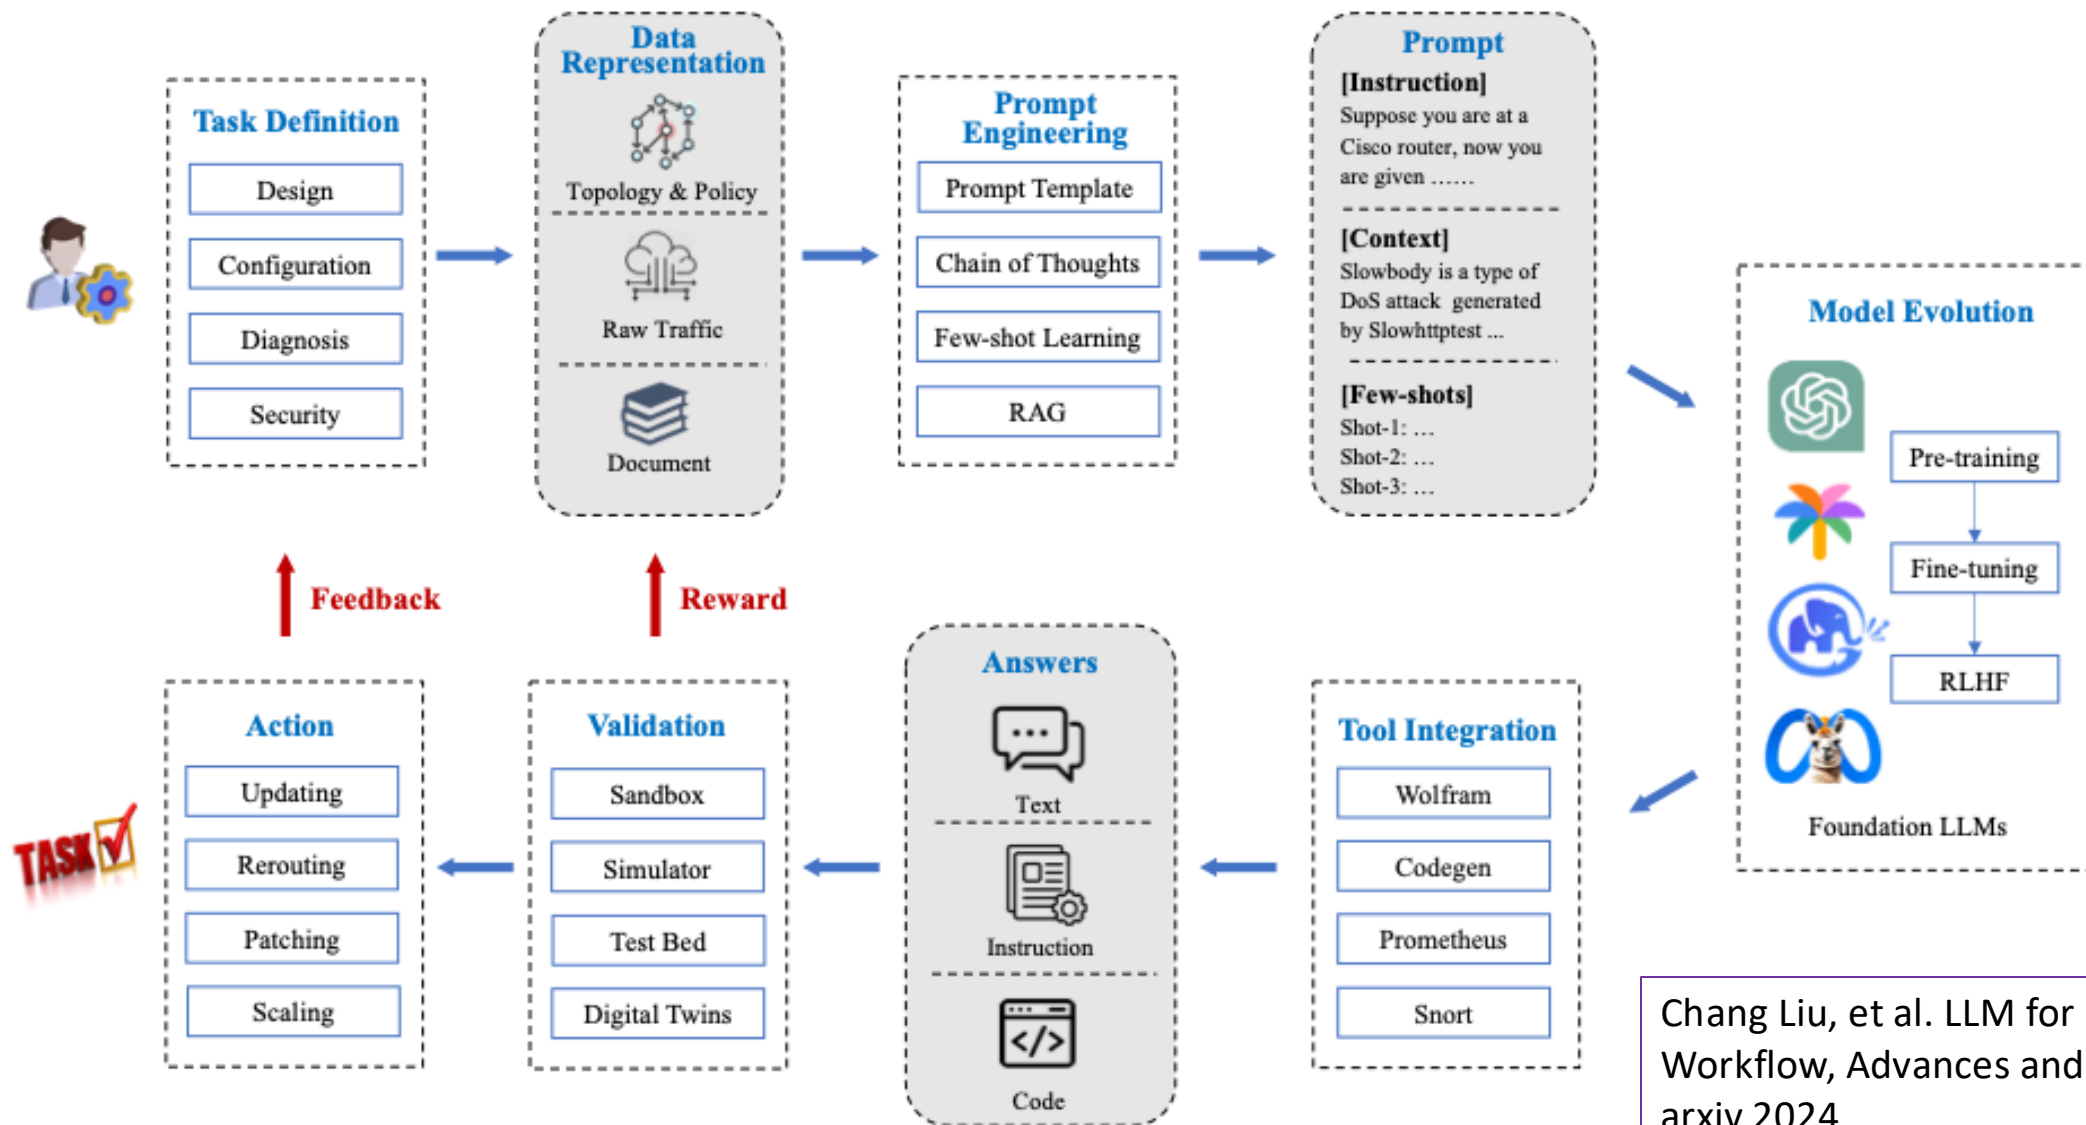 Task Definition
Design
Configuration
Diagnosis
Security
Data
Representation
Topology & Policy
Raw Traffic
Document
Prompt
Engineering
Prompt Template
Chain of Thoughts
Few-shot Learning
RAG
Prompt
[Instruction]
Suppose you are at a
Cisco router, now you
are given ……
[Context]
Slowbody is a type of
DoS attack generated
by Slowhttptest ...
[Few-shots]
Shot-1: …
Shot-2: …
Shot-3: …
Model Evolution
Pre-training
Fine-tuning
RLHF
Foundation LLMs
Feedback
Reward
TASK
Action
Updating
Rerouting
Patching
Scaling
Validation
Sandbox
Simulator
Test Bed
Digital Twins
Answers
Text
Instruction
</>
Code
Tool Integration
Wolfram
Codegen
Prometheus
Snort
Chang Liu, et al. LLM for
Workflow, Advances and
arxiv 2024